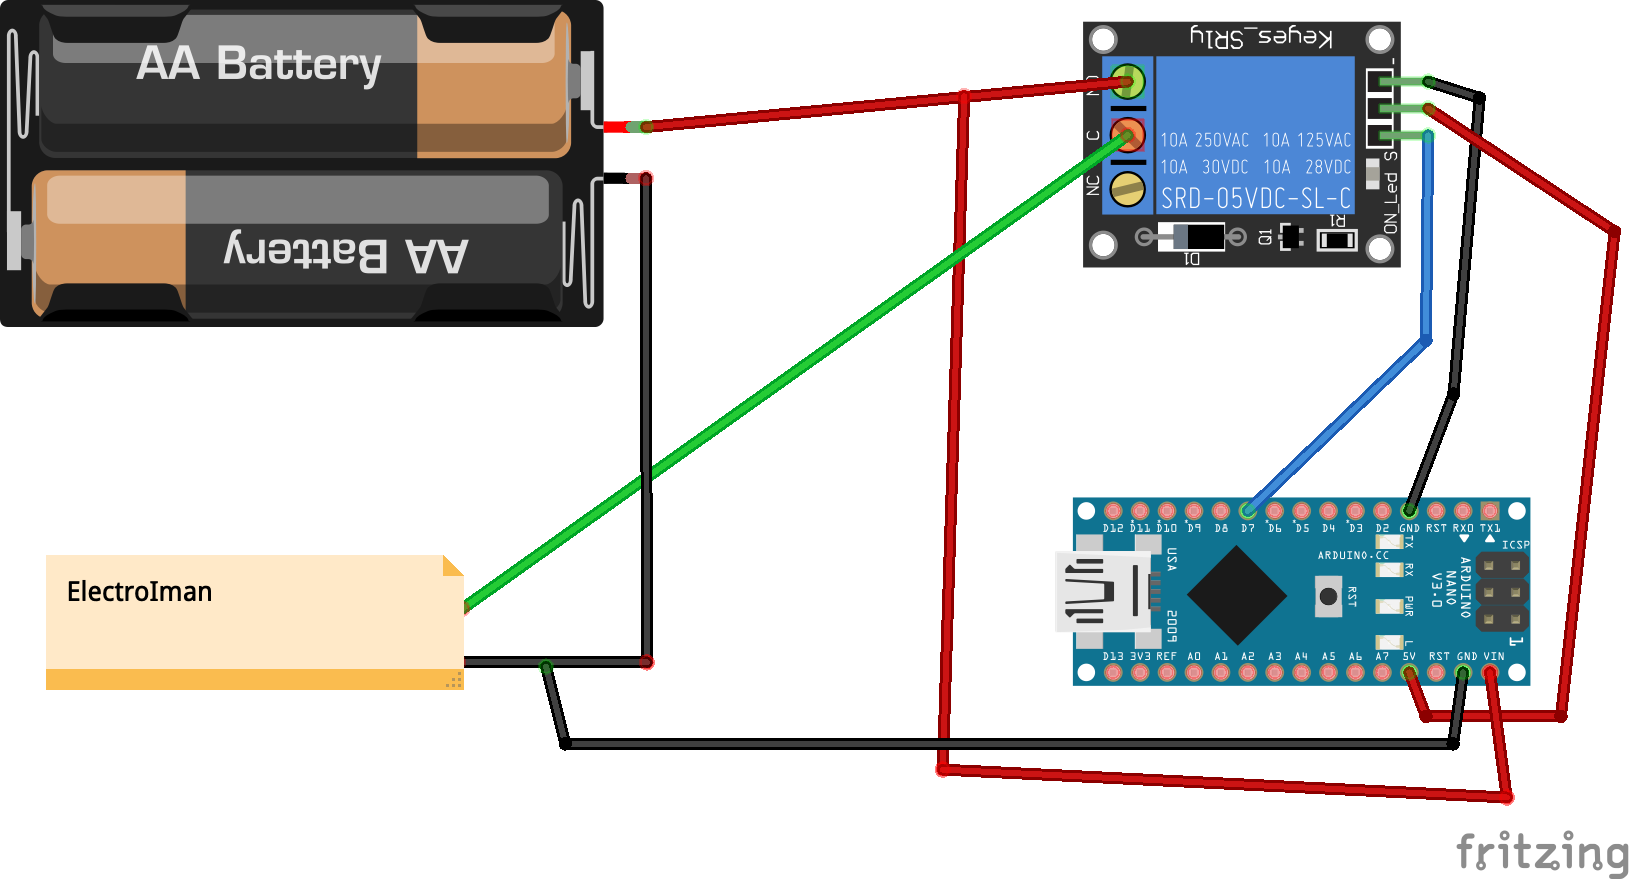 AA Battery
AA Battery
Keyes_SR1y
NO
C
NC
-
S
Led_NO
10A 250VAC 10A 125VAC
10A 30VDC 10A 28VDC
SRD-05VDC-SL-C
D1
Q1
R1
ElectroIman
D12 D11 D10 D9 D8 D7 D6 D5 D4 D3 D2 GND RST RX0 TX1
ICSP
ARDUINO.CC
TX
RX
PWR
L
RST
USA
2009
ARDUINO
NANO
V3.0
1
D13 3V3 REF A0 A1 A2 A3 A4 A5 A6 A7 5V RST GND VIN
fritzing